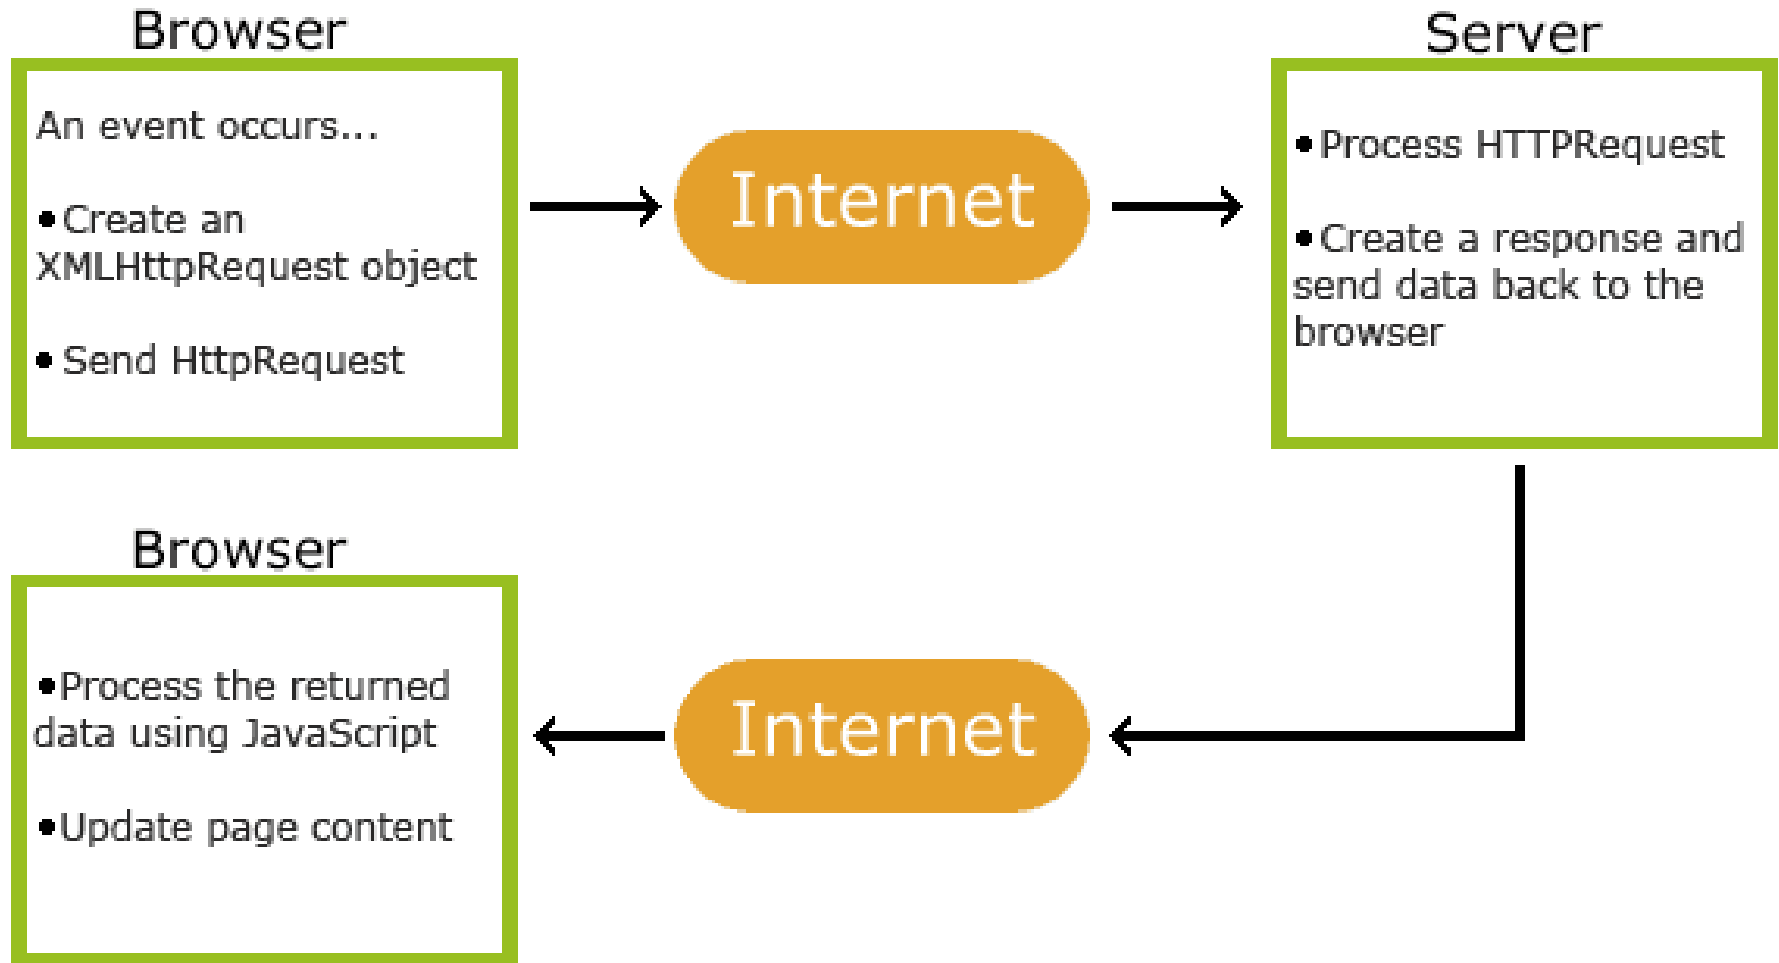 Browser
An event occurs...
•Create an
XMLHttpRequest object
• Send HttpRequest
Internet
Server
•Process HTTPRequest
•Create a response and
send data back to the
browser
Browser
•Process the returned
data using JavaScript
•Update page content
Internet